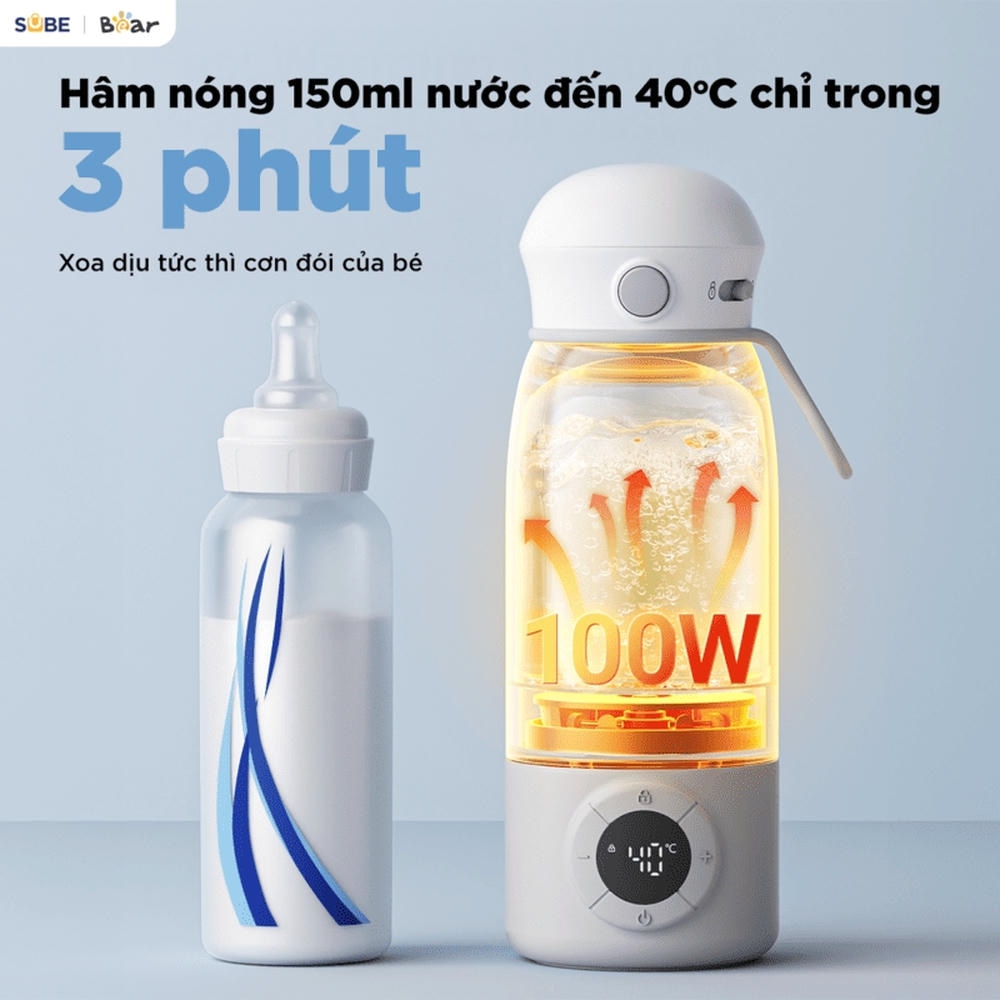 SUBE | Bear
Hâm nóng 150ml nước đến 40°C chỉ trong
3 phút
Xoa dịu tức thì cơn đói của bé
100W
40°C